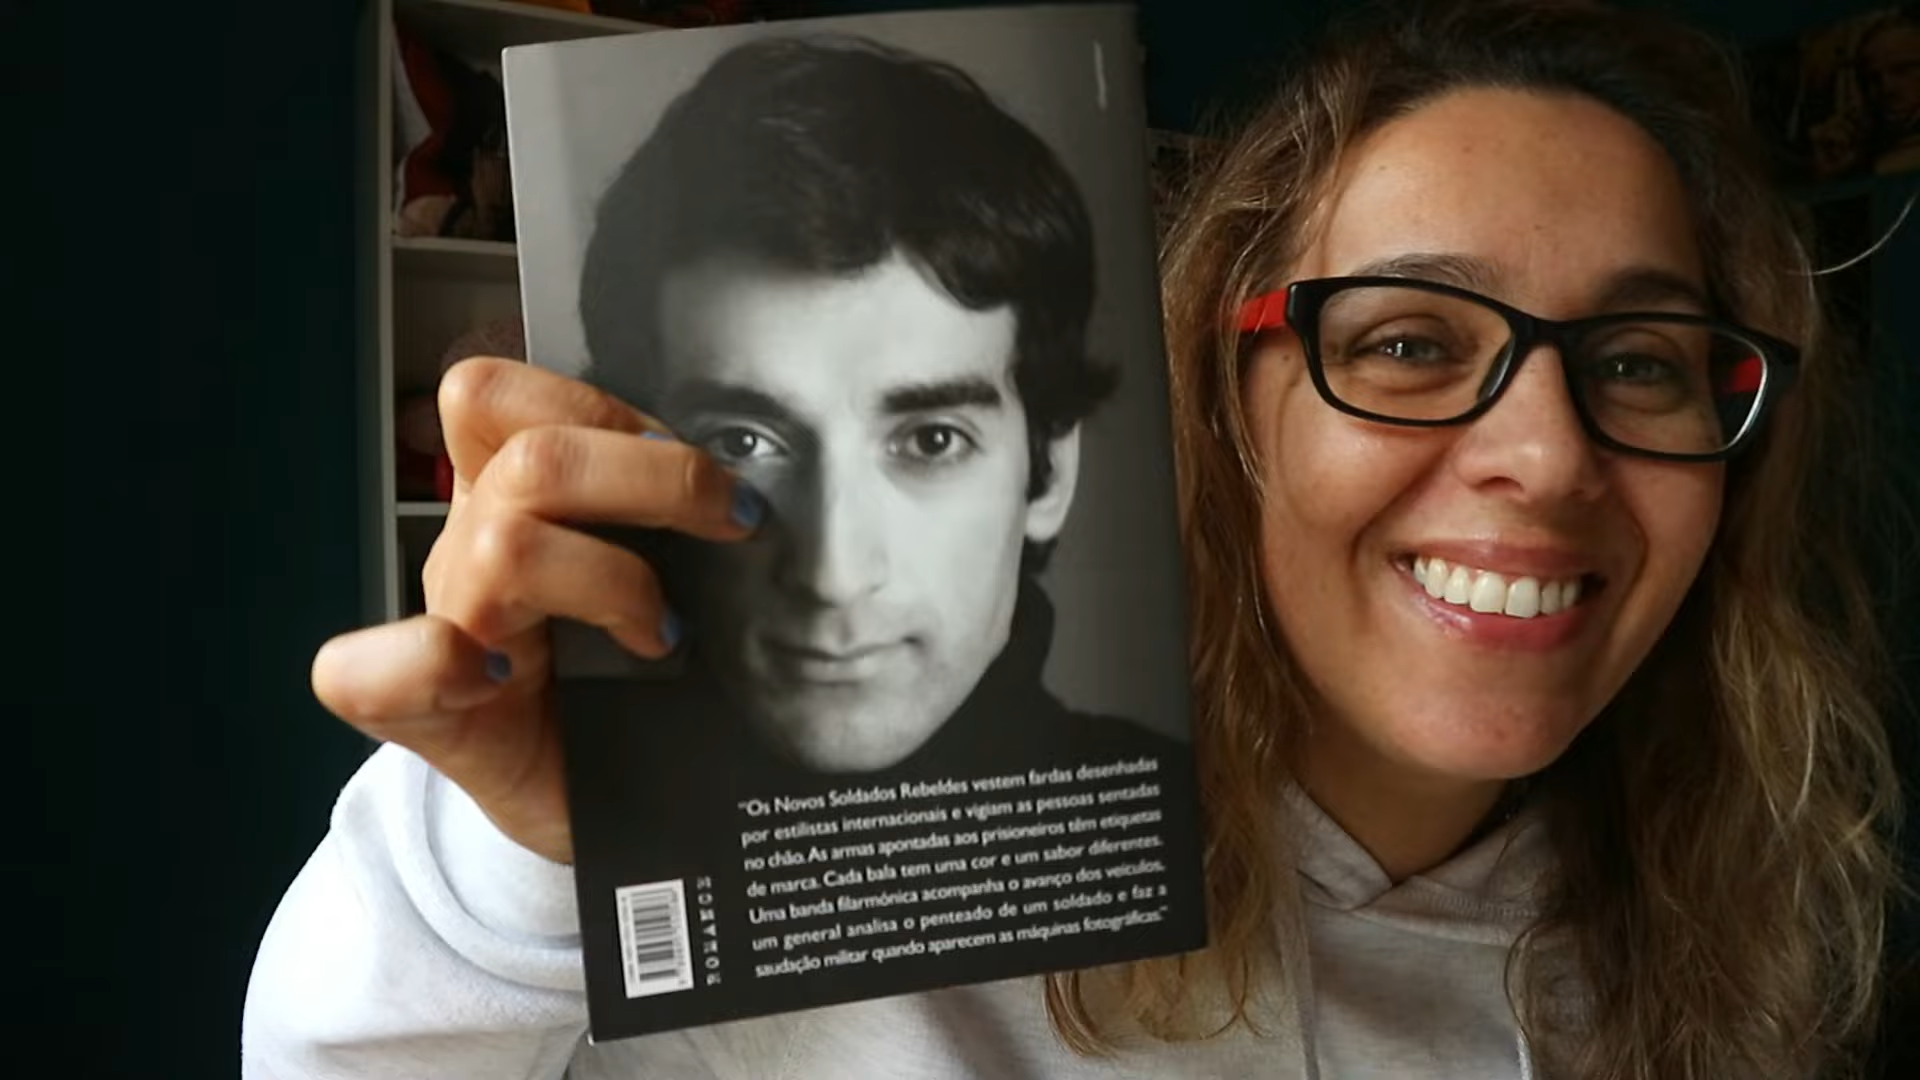 "Os Novos Soldados Rebeldes vestem fardas desenhadas
por estilistas internacionais e vigiam as pessoas sentadas
no chão. As armas apontadas aos prisioneiros têm etiquetas
de marca. Cada bala tem uma cor e um sabor diferentes.
Uma banda filarmónica acompanha o avanço dos veículos,
um general analisa o penteado de um soldado e faz a
saudação militar quando aparecem as máquinas fotográficas."